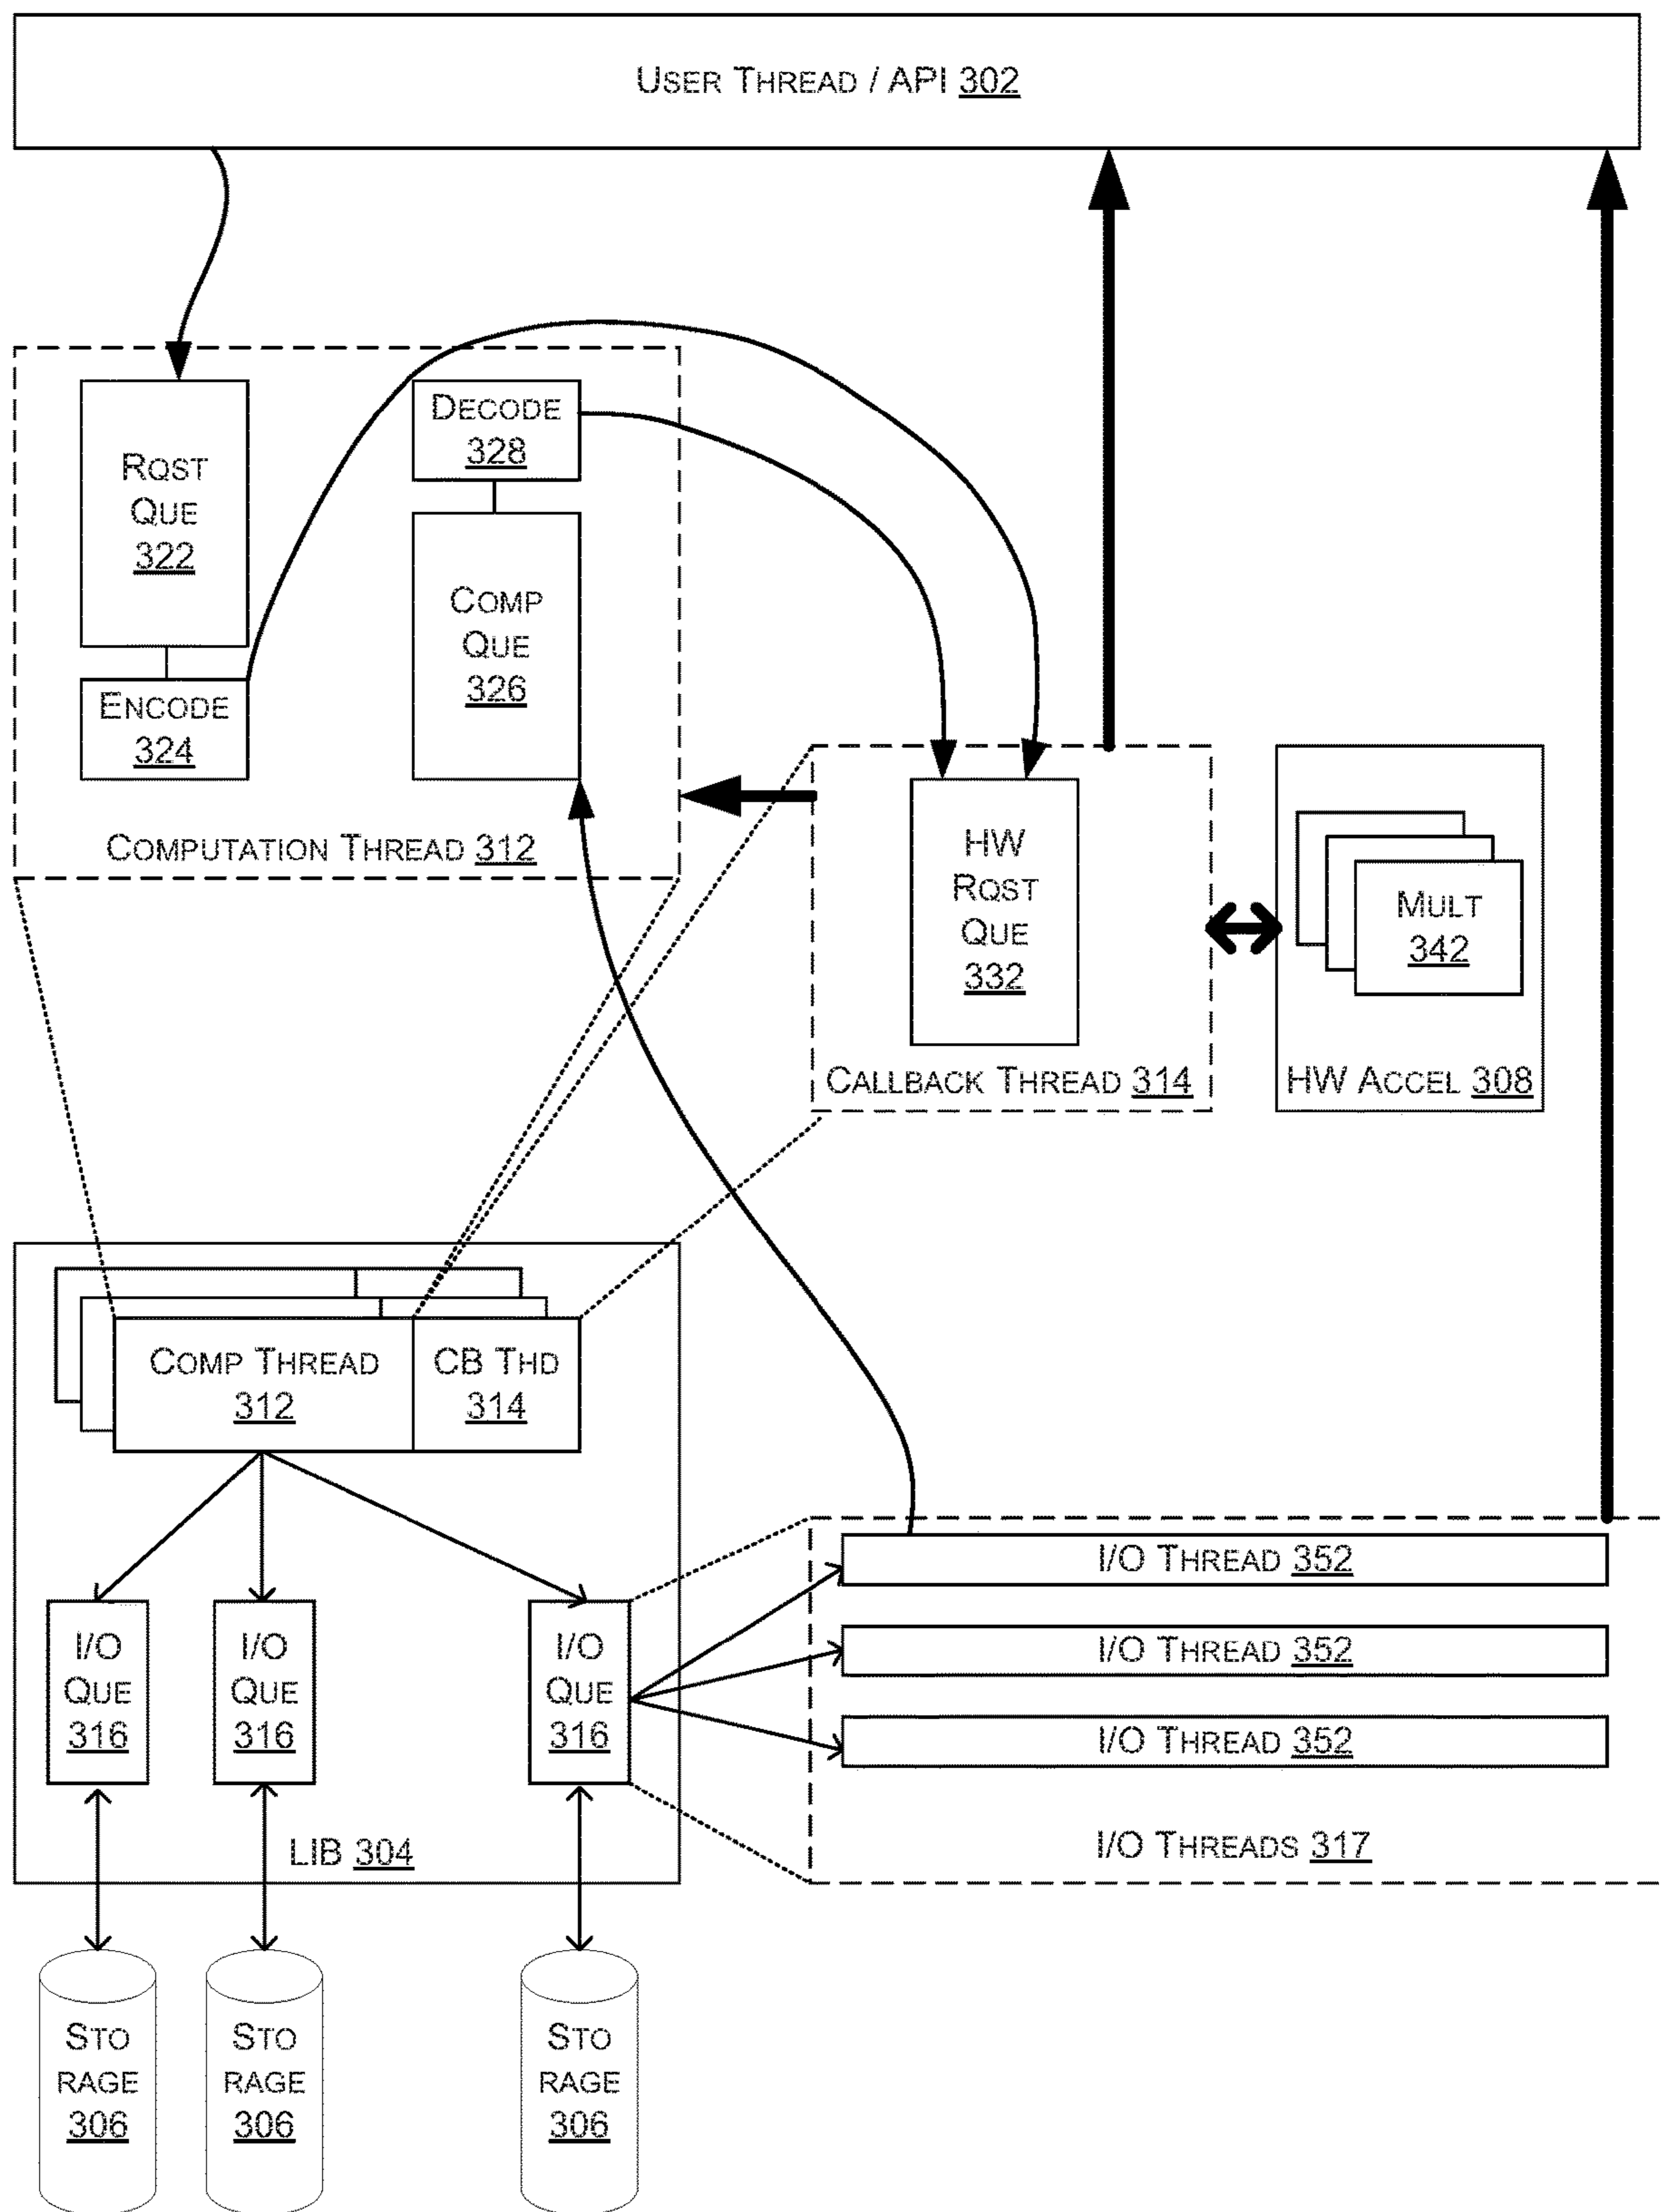 USER THREAD / API 302
RQST
QUE
322
ENCODE
324
DECODE
328
COMP
QUE
326
COMPUTATION THREAD 312
HW
RQST
QUE
332
CALLBACK THREAD 314
MULT
342
HW ACCEL 308
COMP THREAD
312
CB THD
314
I/O
QUE
316
I/O
QUE
316
I/O
QUE
316
LIB 304
I/O THREAD 352
I/O THREAD 352
I/O THREAD 352
I/O THREADS 317
STO
RAGE
306
STO
RAGE
306
STO
RAGE
306